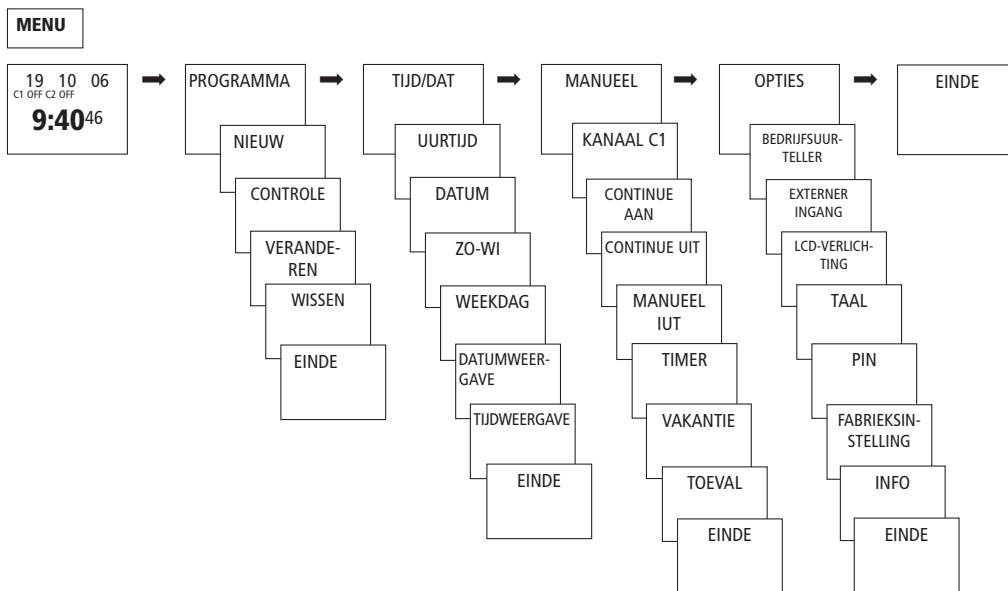 MENU
19 10 06
C1 OFF C2 OFF
9:40 46
PROGRAMMA
NIEUW
CONTROLE
VERANDE-
REN
WISSEN
EINDE
TIJD/DAT
UURTIJD
DATUM
ZO-WI
WEEKDAG
DATUMWEER-
GAVE
TIJDWEERGAVE
EINDE
MANUEEL
KANAAL C1
CONTINUE
AAN
CONTINUE UIT
MANUEEL
IUT
TIMER
VAKANTIE
TOEVAL
EINDE
OPTIES
BEDRIJFSUUR-
TELLER
EXTERNER
INGANG
LCD-VERLICH-
TING
TAAL
PIN
FABRIEKSIN-
STELLING
INFO
EINDE
EINDE